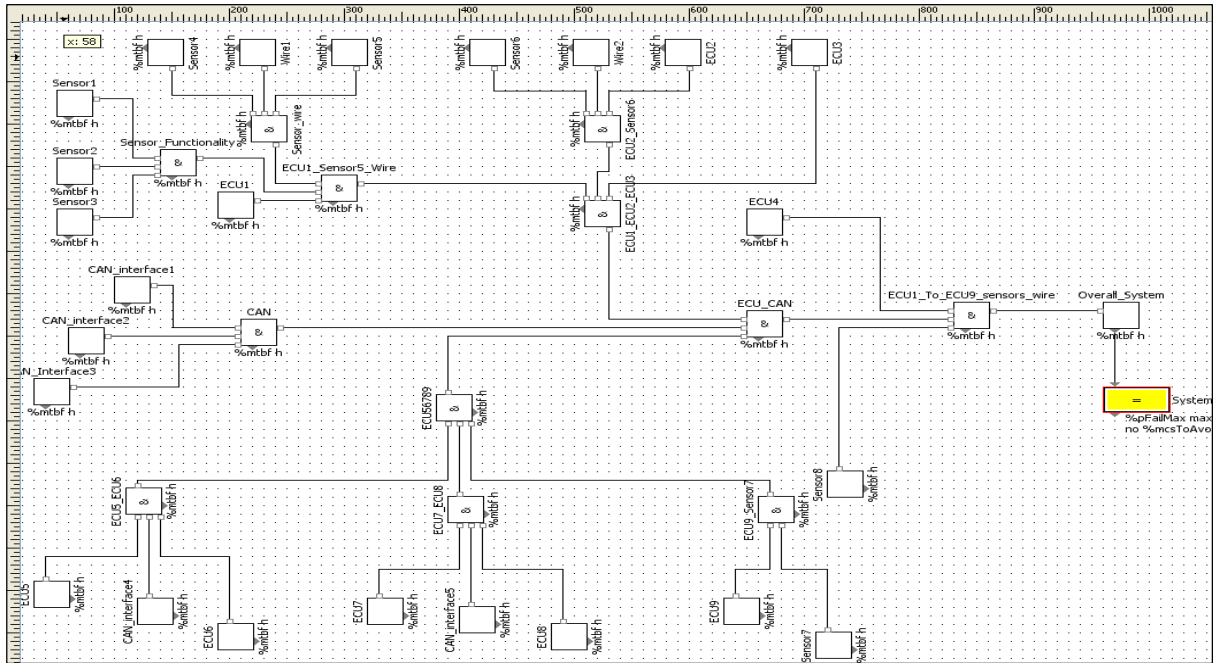 100 200 300 400 500 600 700 800 900 1000
x: 58
%mtbf h Sensor4
%mtbf h Wire1
%mtbf h Sensor5
%mtbf h Sensor6
%mtbf h Wire2
%mtbf h ECU2
%mtbf h ECU3
Sensor1
%mtbf h
%mtbf h & Sensor_wire
%mtbf h & ECU2_Sensor6
Sensor2
%mtbf h
Sensor_Functionality
&
%mtbf h
ECU1_Sensor5_Wire
&
%mtbf h
ECU1
%mtbf h
Sensor3
%mtbf h
%mtbf h & ECU1_ECU2_ECU3
ECU4
%mtbf h
CAN_interface1
%mtbf h
CAN
&
%mtbf h
ECU_CAN
&
%mtbf h
ECU1_To_ECU9_sensors_wire
&
%mtbf h
Overall_System
%mtbf h
CAN_interface2
%mtbf h
N_Interface3
%mtbf h
= System
%pFailMax max
no %mcsToAvo
ECU56789 & %mtbf h
Sensor8 %mtbf h
ECU5_ECU6 & %mtbf h
ECU7_ECU8 & %mtbf h
ECU9_Sensor7 & %mtbf h
ECU5 %mtbf h
CAN_interface4 %mtbf h
ECU6 %mtbf h
ECU7 %mtbf h
CAN_interface5 %mtbf h
ECU8 %mtbf h
ECU9 %mtbf h
Sensor7 %mtbf h